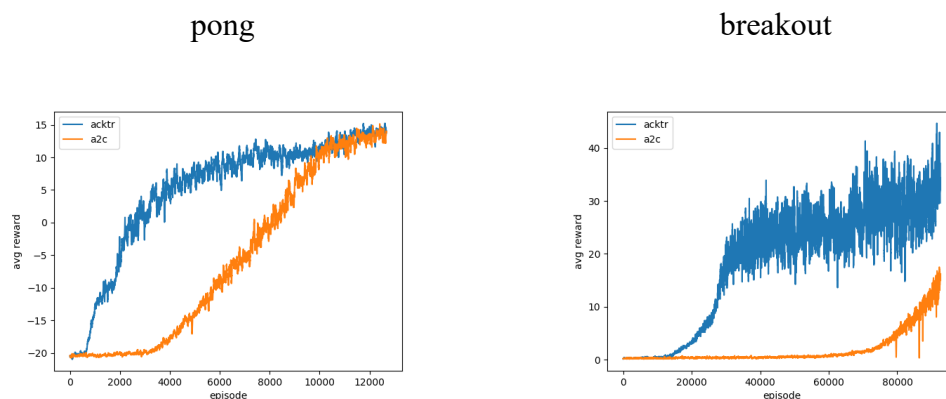 pong
breakout
acktr
a2c
avg reward
15
10
5
0
−5
−10
−15
−20
0
2000
4000
6000
8000
10000
12000
episode
acktr
a2c
avg reward
40
30
20
10
0
0
20000
40000
60000
80000
episode